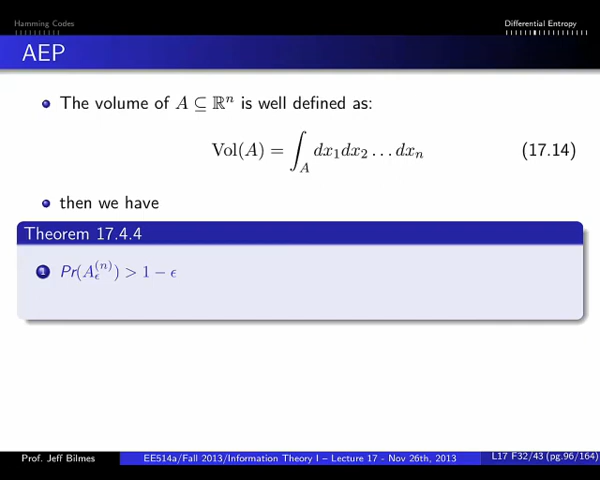 Hamming Codes
Differential Entropy
AEP
The volume of A ⊆ ℝⁿ is well defined as:
Vol(A) = ∫_A dx₁dx₂ . . . dxₙ (17.14)
then we have
Theorem 17.4.4
1 Pr(A_ϵ^(n)) > 1 − ϵ
Prof. Jeff Bilmes
EE514a/Fall 2013/Information Theory I – Lecture 17 - Nov 26th, 2013
L17 F32/43 (pg.96/164)